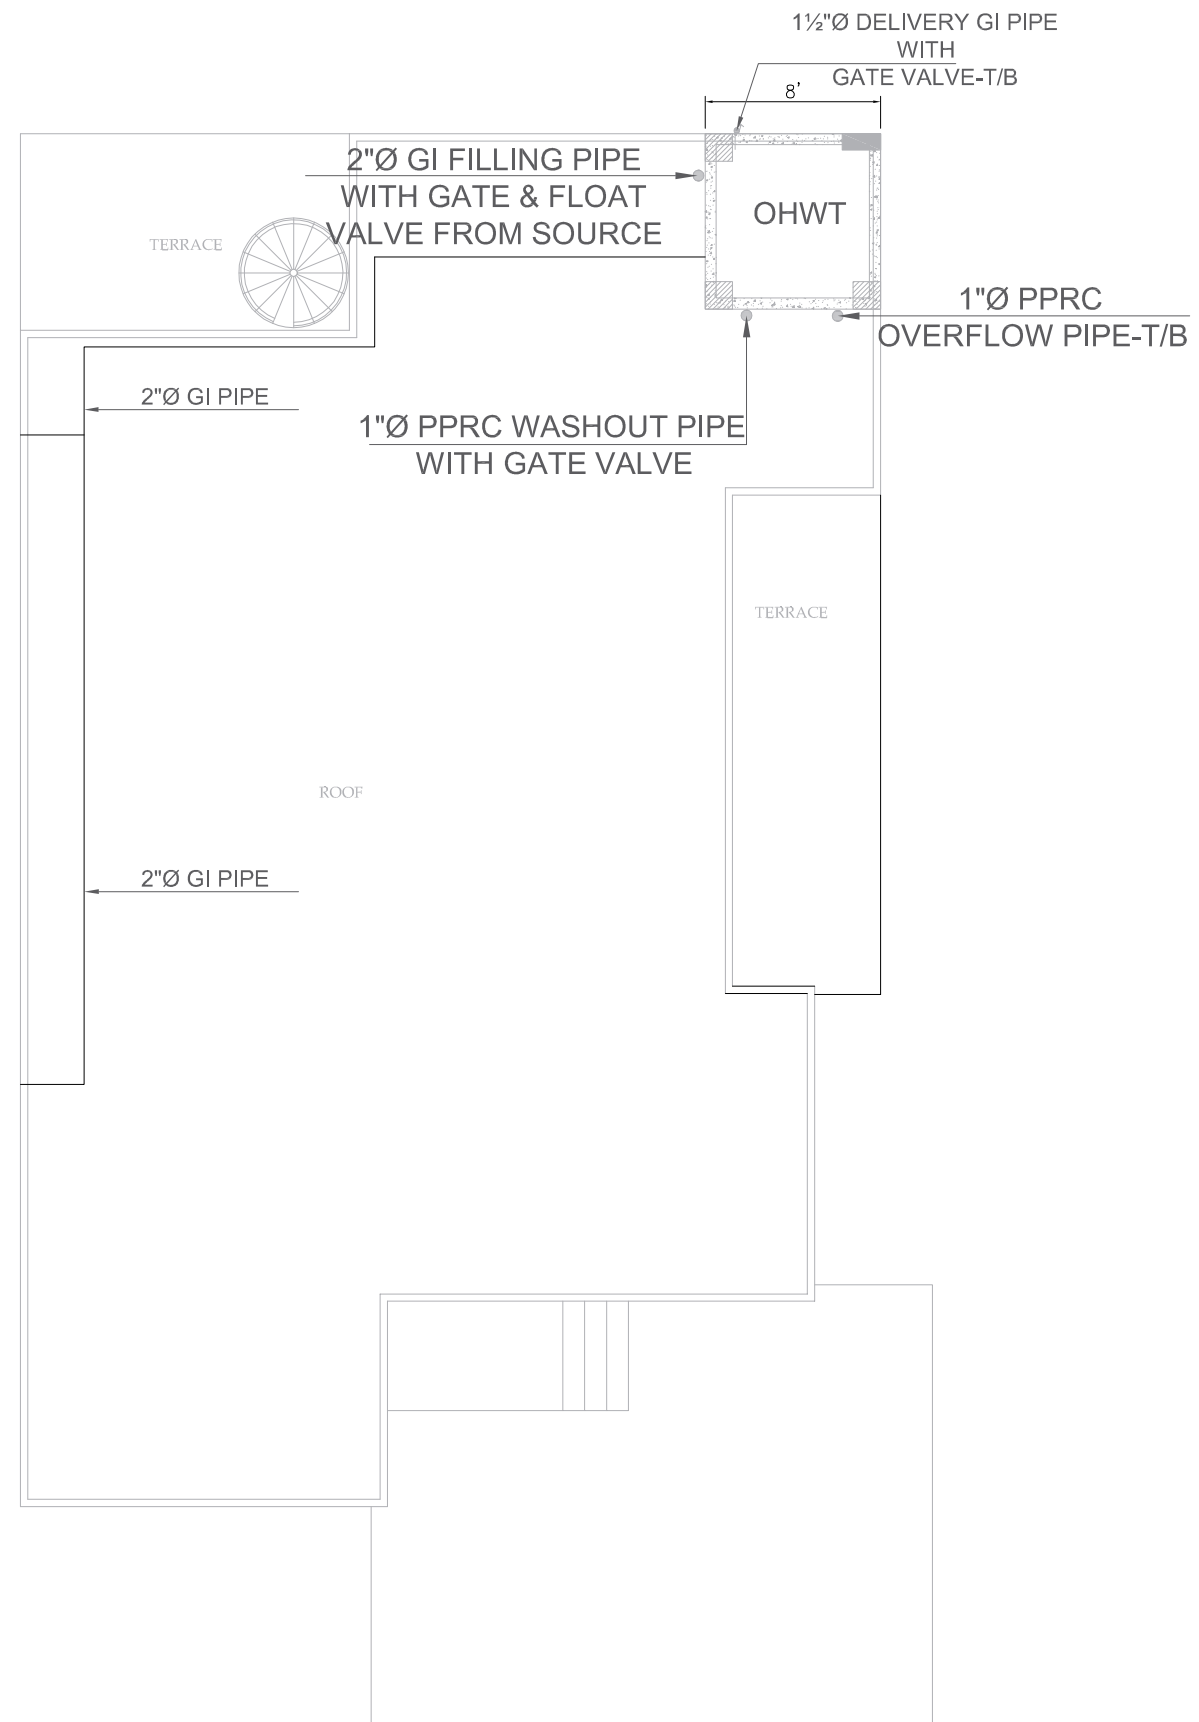 1½"Ø DELIVERY GI PIPE
WITH
GATE VALVE-T/B
8'
2"Ø GI FILLING PIPE
WITH GATE & FLOAT
VALVE FROM SOURCE
OHWT
TERRACE
1"Ø PPRC
OVERFLOW PIPE-T/B
2"Ø GI PIPE
1"Ø PPRC WASHOUT PIPE
WITH GATE VALVE
TERRACE
ROOF
2"Ø GI PIPE